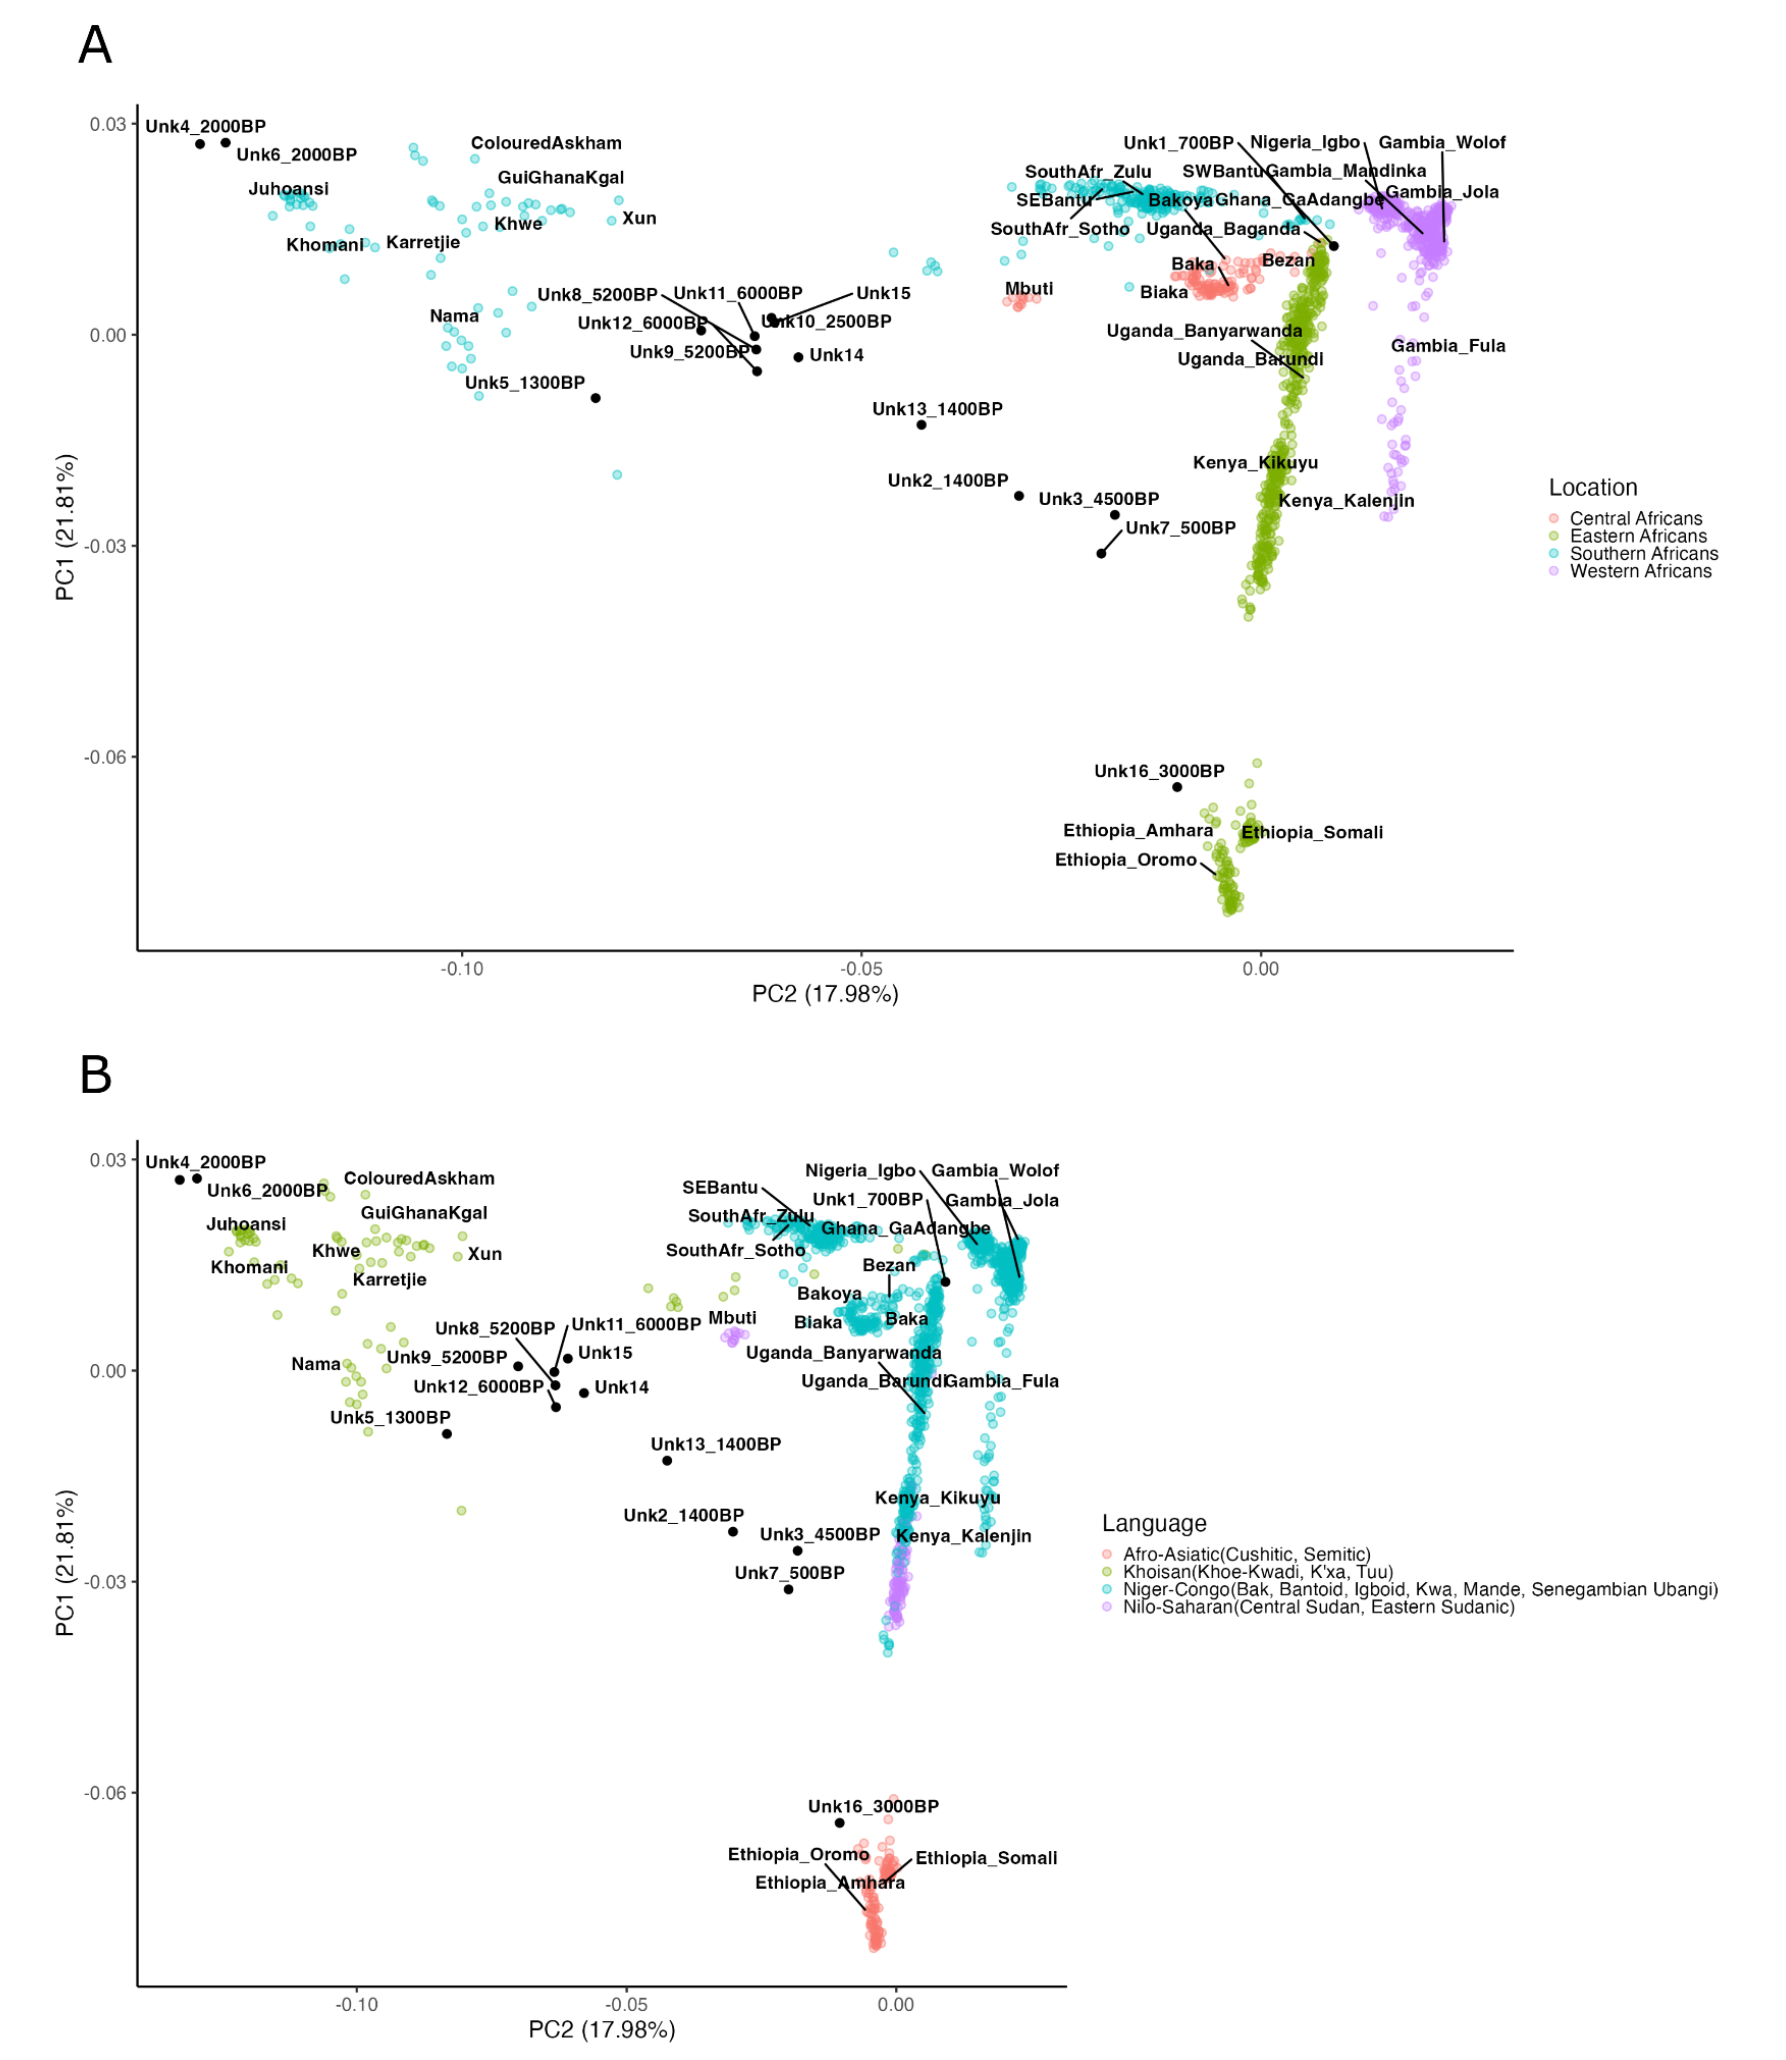 A
0.03
0.00
-0.03
-0.06
PC1 (21.81%)
Unk4_2000BP
Unk6_2000BP
ColouredAskham
GuiGhanaKgal
Juhoansi
Khwe
Xun
Khomani
Karretjie
Nama
Unk1_700BP
Nigeria_Igbo
Gambia_Wolof
SouthAfr_Zulu
SWBantu
Gambia_Mandinka
SEBantu
Bakoya
Ghana_GaAdangbe
Gambia_Jola
SouthAfr_Sotho
Uganda_Baganda
Baka
Bezan
Mbuti
Biaka
Unk8_5200BP
Unk11_6000BP
Unk15
Unk12_6000BP
Unk10_2500BP
Unk9_5200BP
Unk14
Uganda_Banyarwanda
Uganda_Barundi
Gambia_Fula
Unk5_1300BP
Unk13_1400BP
Kenya_Kikuyu
Unk2_1400BP
Unk3_4500BP
Kenya_Kalenjin
Unk7_500BP
Unk16_3000BP
Ethiopia_Amhara
Ethiopia_Somali
Ethiopia_Oromo
-0.10
-0.05
0.00
PC2 (17.98%)
Location
Central Africans
Eastern Africans
Southern Africans
Western Africans
B
0.03
0.00
-0.03
-0.06
PC1 (21.81%)
Unk4_2000BP
Unk6_2000BP
ColouredAskham
GuiGhanaKgal
Juhoansi
Khwe
Xun
Khomani
Karretjie
Nigeria_Igbo
Gambia_Wolof
SEBantu
Unk1_700BP
Gambia_Jola
SouthAfr_Zulu
Ghana_GaAdangbe
SouthAfr_Sotho
Bezan
Bakoya
Mbuti
Biaka
Baka
Unk8_5200BP
Unk11_6000BP
Nama
Unk9_5200BP
Unk15
Unk12_6000BP
Unk14
Uganda_Banyarwanda
Uganda_Barundi
Gambia_Fula
Unk5_1300BP
Unk13_1400BP
Kenya_Kikuyu
Unk2_1400BP
Unk3_4500BP
Kenya_Kalenjin
Unk7_500BP
Unk16_3000BP
Ethiopia_Oromo
Ethiopia_Somali
Ethiopia_Amhara
-0.10
-0.05
0.00
PC2 (17.98%)
Language
Afro-Asiatic(Cushitic, Semitic)
Khoisan(Khoe-Kwadi, K'xa, Tuu)
Niger-Congo(Bak, Bantoid, Igboid, Kwa, Mande, Senegambian Ubangi)
Nilo-Saharan(Central Sudan, Eastern Sudanic)